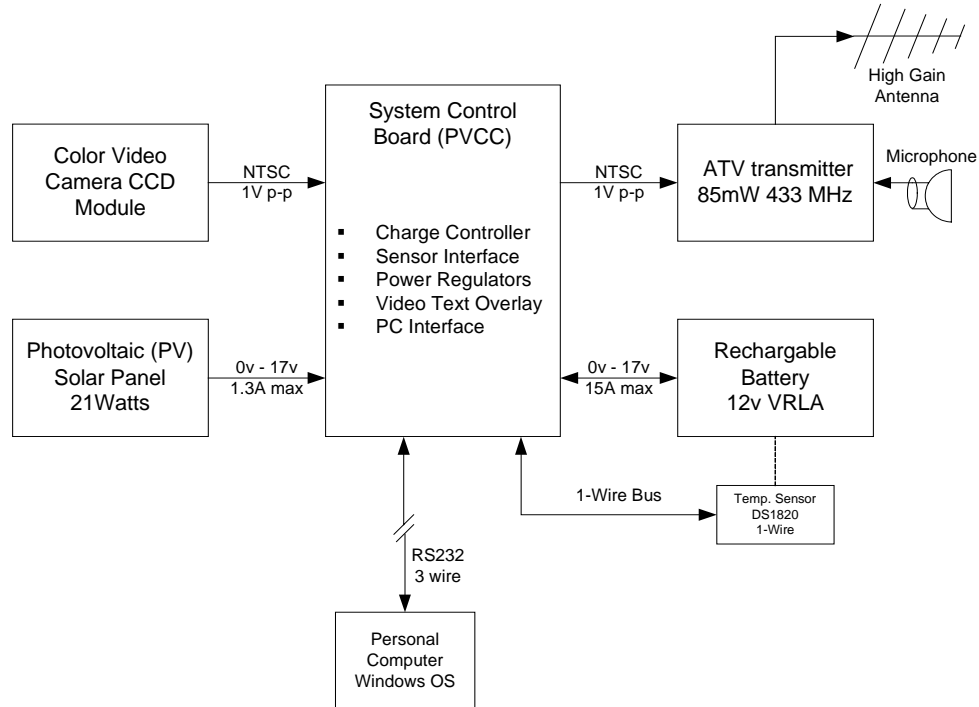 High Gain
Antenna
System Control
Board (PVCC)
Color Video
Camera CCD
Module
NTSC
1V p-p
NTSC
1V p-p
ATV transmitter
85mW 433 MHz
Microphone
▪ Charge Controller
▪ Sensor Interface
▪ Power Regulators
▪ Video Text Overlay
▪ PC Interface
Photovoltaic (PV)
Solar Panel
21Watts
0v - 17v
1.3A max
0v - 17v
15A max
Rechargable
Battery
12v VRLA
1-Wire Bus
Temp. Sensor
DS1820
1-Wire
RS232
3 wire
Personal
Computer
Windows OS